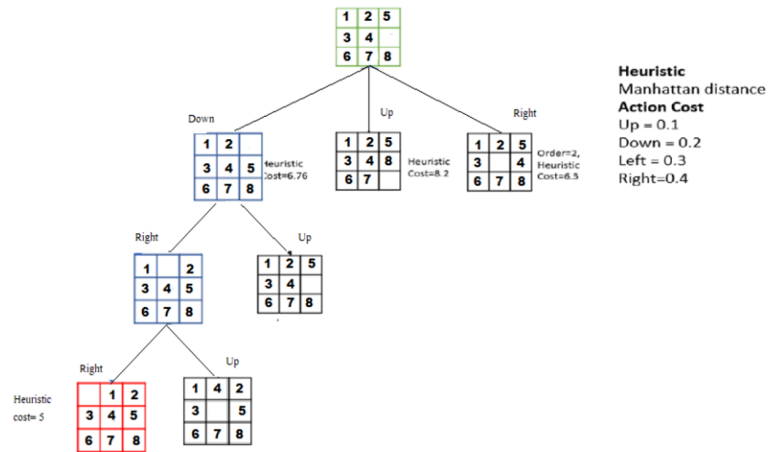 1 2 5
3 4
6 7 8
Heuristic
Manhattan distance
Action Cost
Up = 0.1
Down = 0.2
Left = 0.3
Right=0.4
Down
Up
Right
1 2
3 4 5
6 7 8
Heuristic
Cost=6.76
1 2 5
3 4 8
6 7
Heuristic
Cost=8.2
1 2 5
3 4
6 7 8
Order=2,
Heuristic
Cost=6.3
Right
Up
1 2
3 4 5
6 7 8
1 2 5
3 4
6 7 8
Right
Up
Heuristic
cost= 5
1 2
3 4 5
6 7 8
1 4 2
3 5
6 7 8